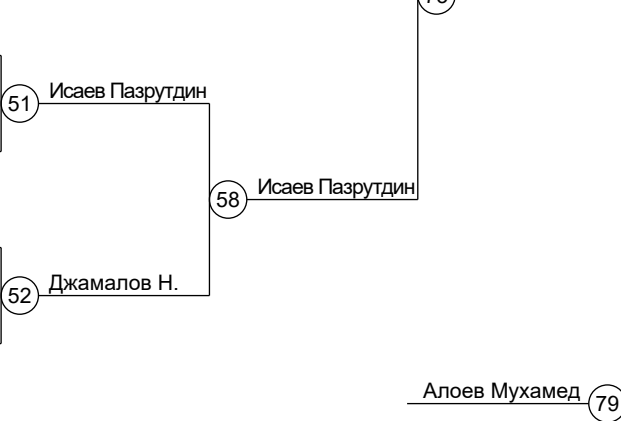 51 Исаев Пазрутдин
58 Исаев Пазрутдин
52 Джамалов Н.
Алоев Мухамед 79